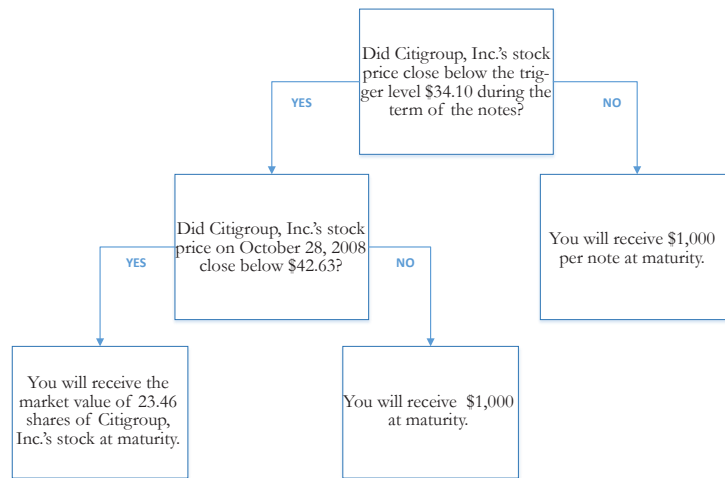 Did Citigroup, Inc.'s stock
price close below the trig-
ger level $34.10 during the
term of the notes?
YES
NO
Did Citigroup, Inc.'s stock
price on October 28, 2008
close below $42.63?
You will receive $1,000
per note at maturity.
YES
NO
You will receive the
market value of 23.46
shares of Citigroup,
Inc.'s stock at maturity.
You will receive $1,000
at maturity.